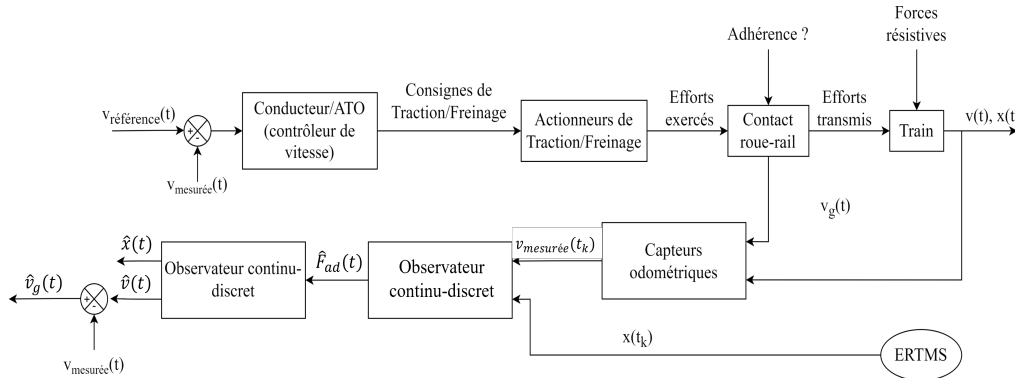 Forces
résistives
Adhérence ?
v_référence(t)
+
-
v_mesurée(t)
Conducteur/ATO
(contrôleur de
vitesse)
Consignes de
Traction/Freinage
Actionneurs de
Traction/Freinage
Efforts
exercés
Contact
roue-rail
Efforts
transmis
Train
v(t), x(t
v_g(t)
Capteurs
odométriques
v_mesurée(t_k)
Observateur
continu-discret
F̂_ad(t)
Observateur continu-
discret
x̂(t)
v̂(t)
+
-
v̂_g(t)
v_mesurée(t)
x(t_k)
ERTMS